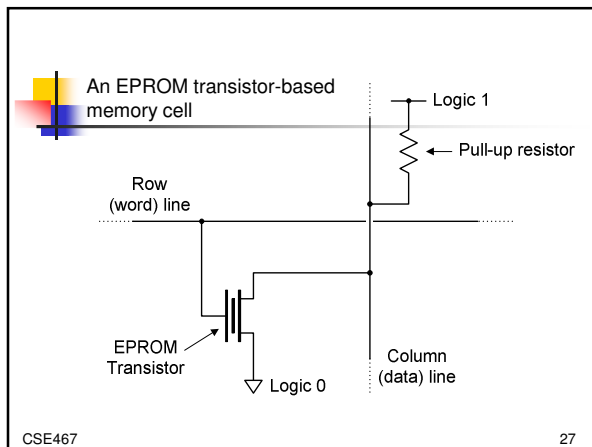 An EPROM transistor-based
memory cell
Logic 1
Pull-up resistor
Row
(word) line
EPROM
Transistor
Logic 0
Column
(data) line
CSE467
27